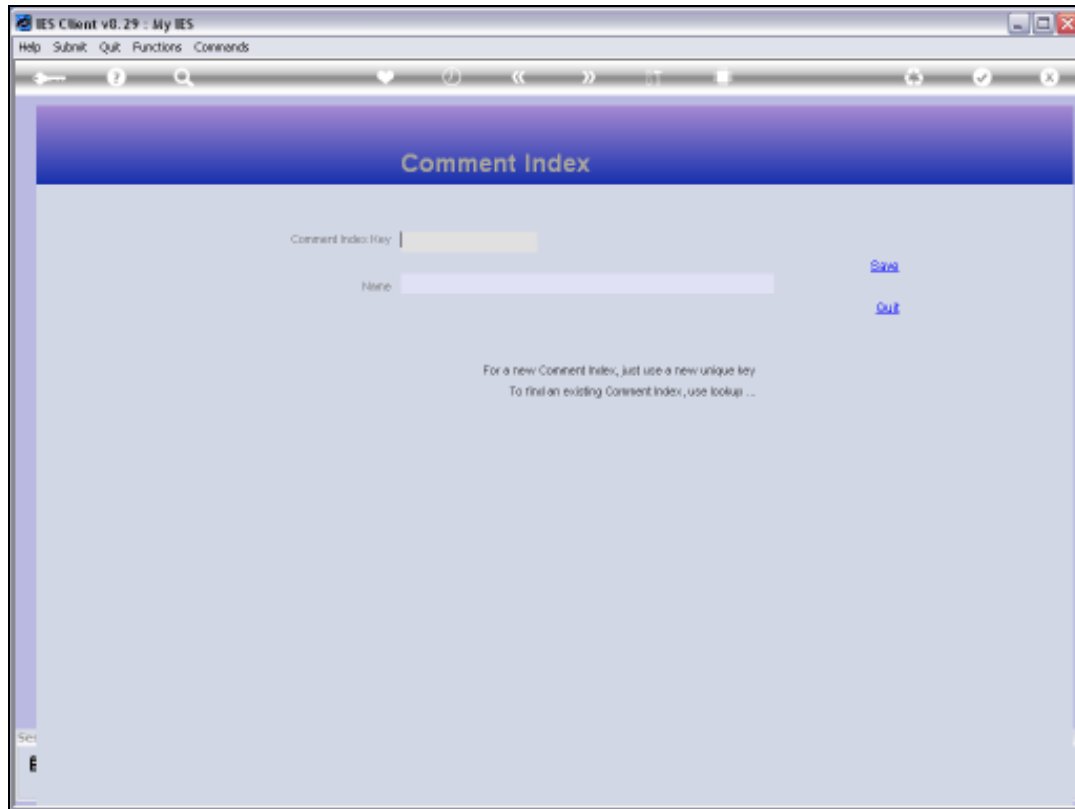 IES Client v8.29 : My IES
Help Submit Quit Functions Commands
Comment Index
Comment Index Key
Save
Name
Quit
For a new Comment Index, just use a new unique key
To find an existing Comment Index, use lookup ...